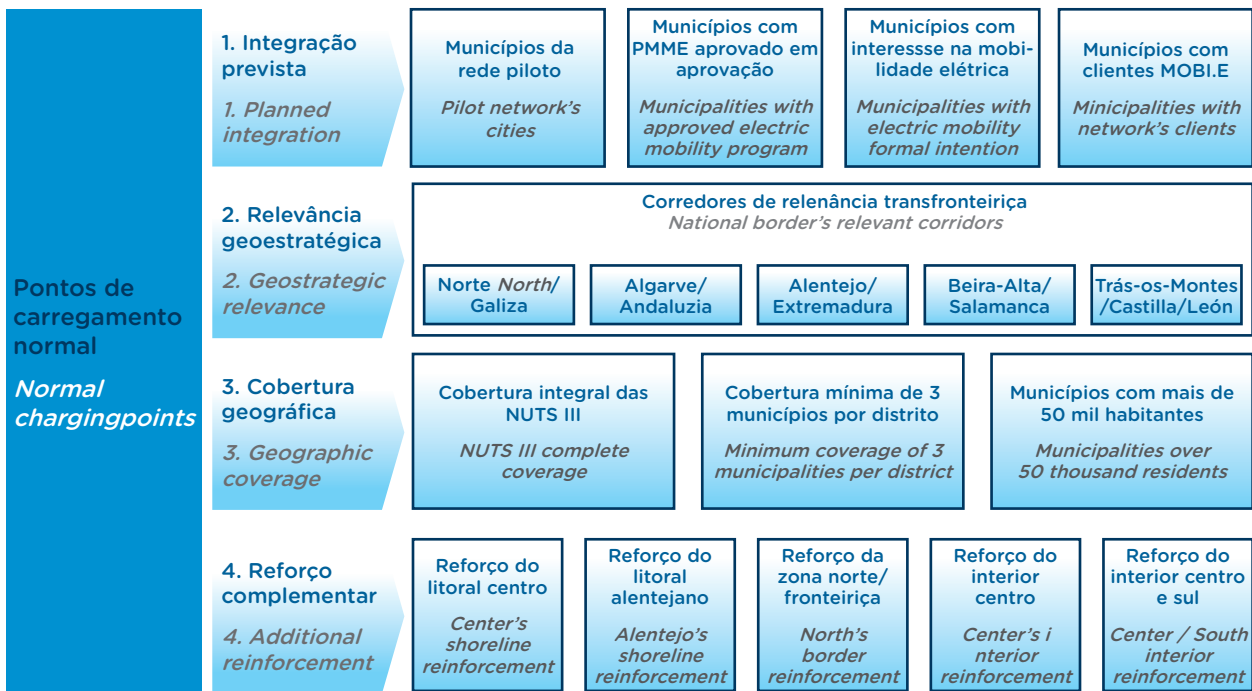 Pontos de
carregamento
normal
Normal
chargingpoints
1. Integração
prevista
1. Planned
integration
Municípios da
rede piloto
Pilot network's
cities
Municípios com
PMME aprovado em
aprovação
Municipalities with
approved electric
mobility program
Municípios com
interessse na mobi-
lidade elétrica
Municipalities with
electric mobility
formal intention
Municípios com
clientes MOBI.E
Minicipalities with
network's clients
2. Relevância
geoestratégica
2. Geostrategic
relevance
Corredores de relenância transfronteiriça
National border's relevant corridors
Norte North/
Galiza
Algarve/
Andaluzia
Alentejo/
Extremadura
Beira-Alta/
Salamanca
Trás-os-Montes
/Castilla/León
3. Cobertura
geográfica
3. Geographic
coverage
Cobertura integral das
NUTS III
NUTS III complete
coverage
Cobertura mínima de 3
municípios por distrito
Minimum coverage of 3
municipalities per district
Municípios com mais de
50 mil habitantes
Municipalities over
50 thousand residents
4. Reforço
complementar
4. Additional
reinforcement
Reforço do
litoral centro
Center's
shoreline
reinforcement
Reforço do
litoral
alentejano
Alentejo's
shoreline
reinforcement
Reforço da
zona norte/
fronteiriça
North's
border
reinforcement
Reforço do
interior
centro
Center's i
nterior
reinforcement
Reforço do
interior centro
e sul
Center / South
interior
reinforcement